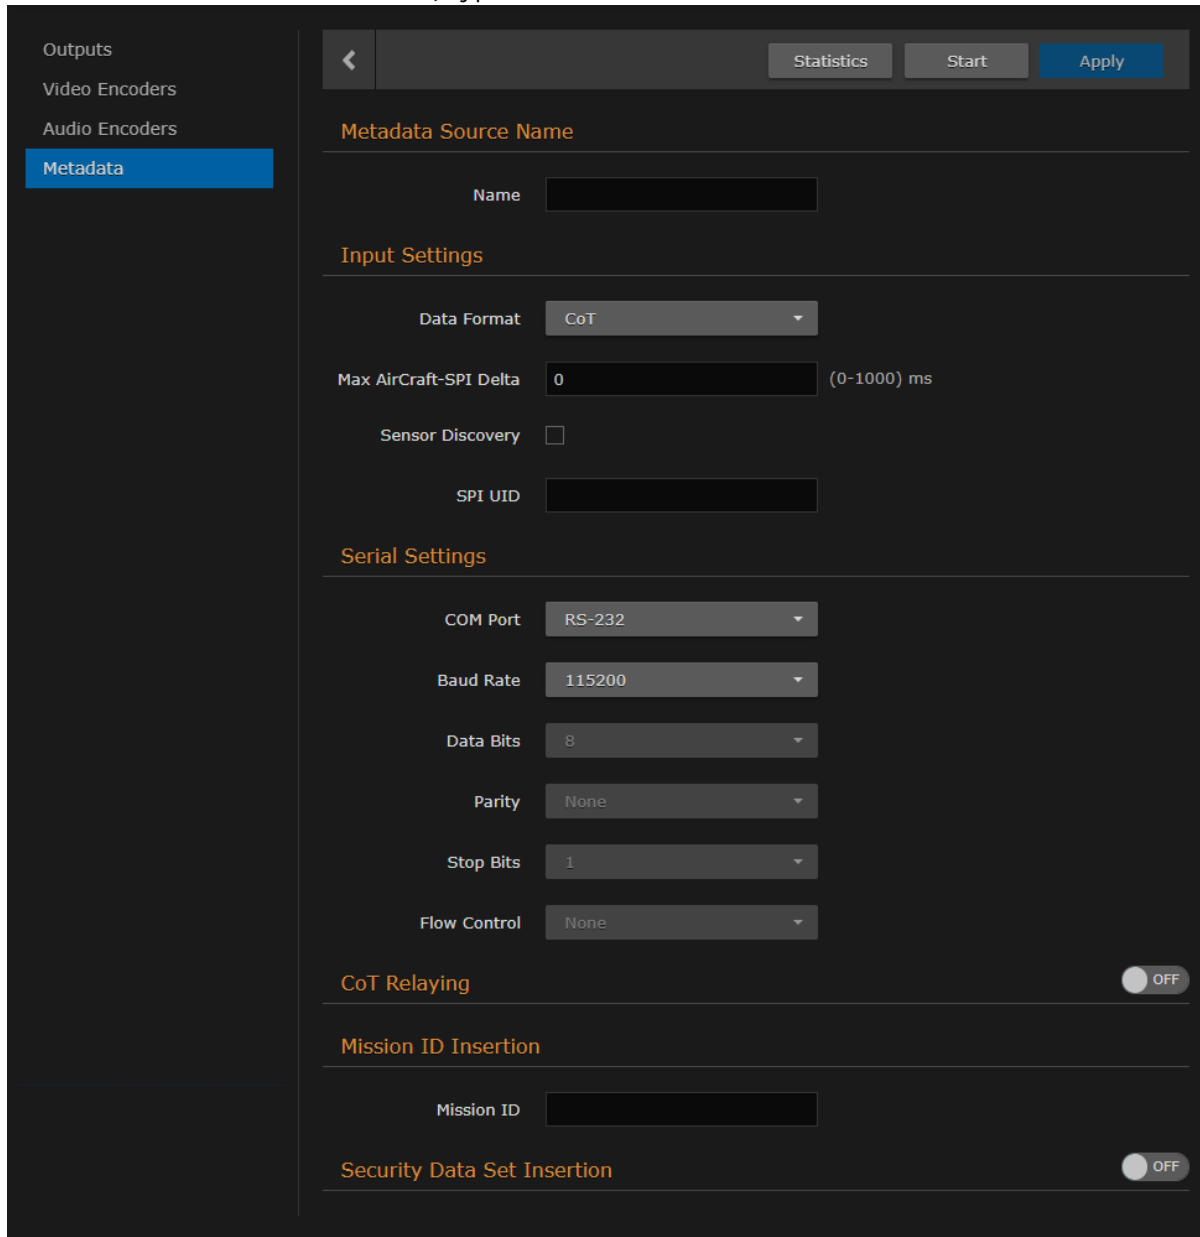 Outputs
Video Encoders
Audio Encoders
Metadata
Statistics Start Apply
Metadata Source Name
Name
Input Settings
Data Format CoT
Max AirCraft-SPI Delta 0 (0-1000) ms
Sensor Discovery
SPI UID
Serial Settings
COM Port RS-232
Baud Rate 115200
Data Bits 8
Parity None
Stop Bits 1
Flow Control None
CoT Relaying OFF
Mission ID Insertion
Mission ID
Security Data Set Insertion OFF